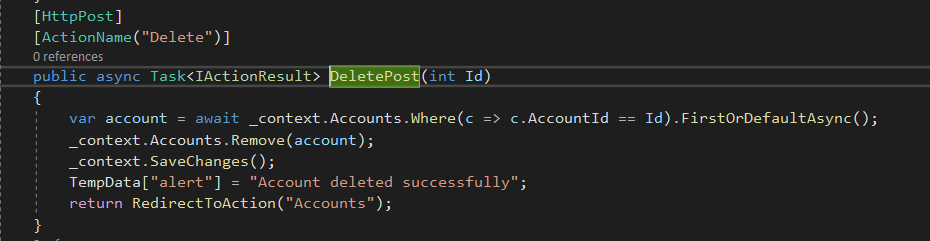 [HttpPost]
[ActionName("Delete")]
0 references
public async Task<IActionResult> DeletePost(int Id)
{
var account = await _context.Accounts.Where(c => c.AccountId == Id).FirstOrDefaultAsync();
_context.Accounts.Remove(account);
_context.SaveChanges();
TempData["alert"] = "Account deleted successfully";
return RedirectToAction("Accounts");
}